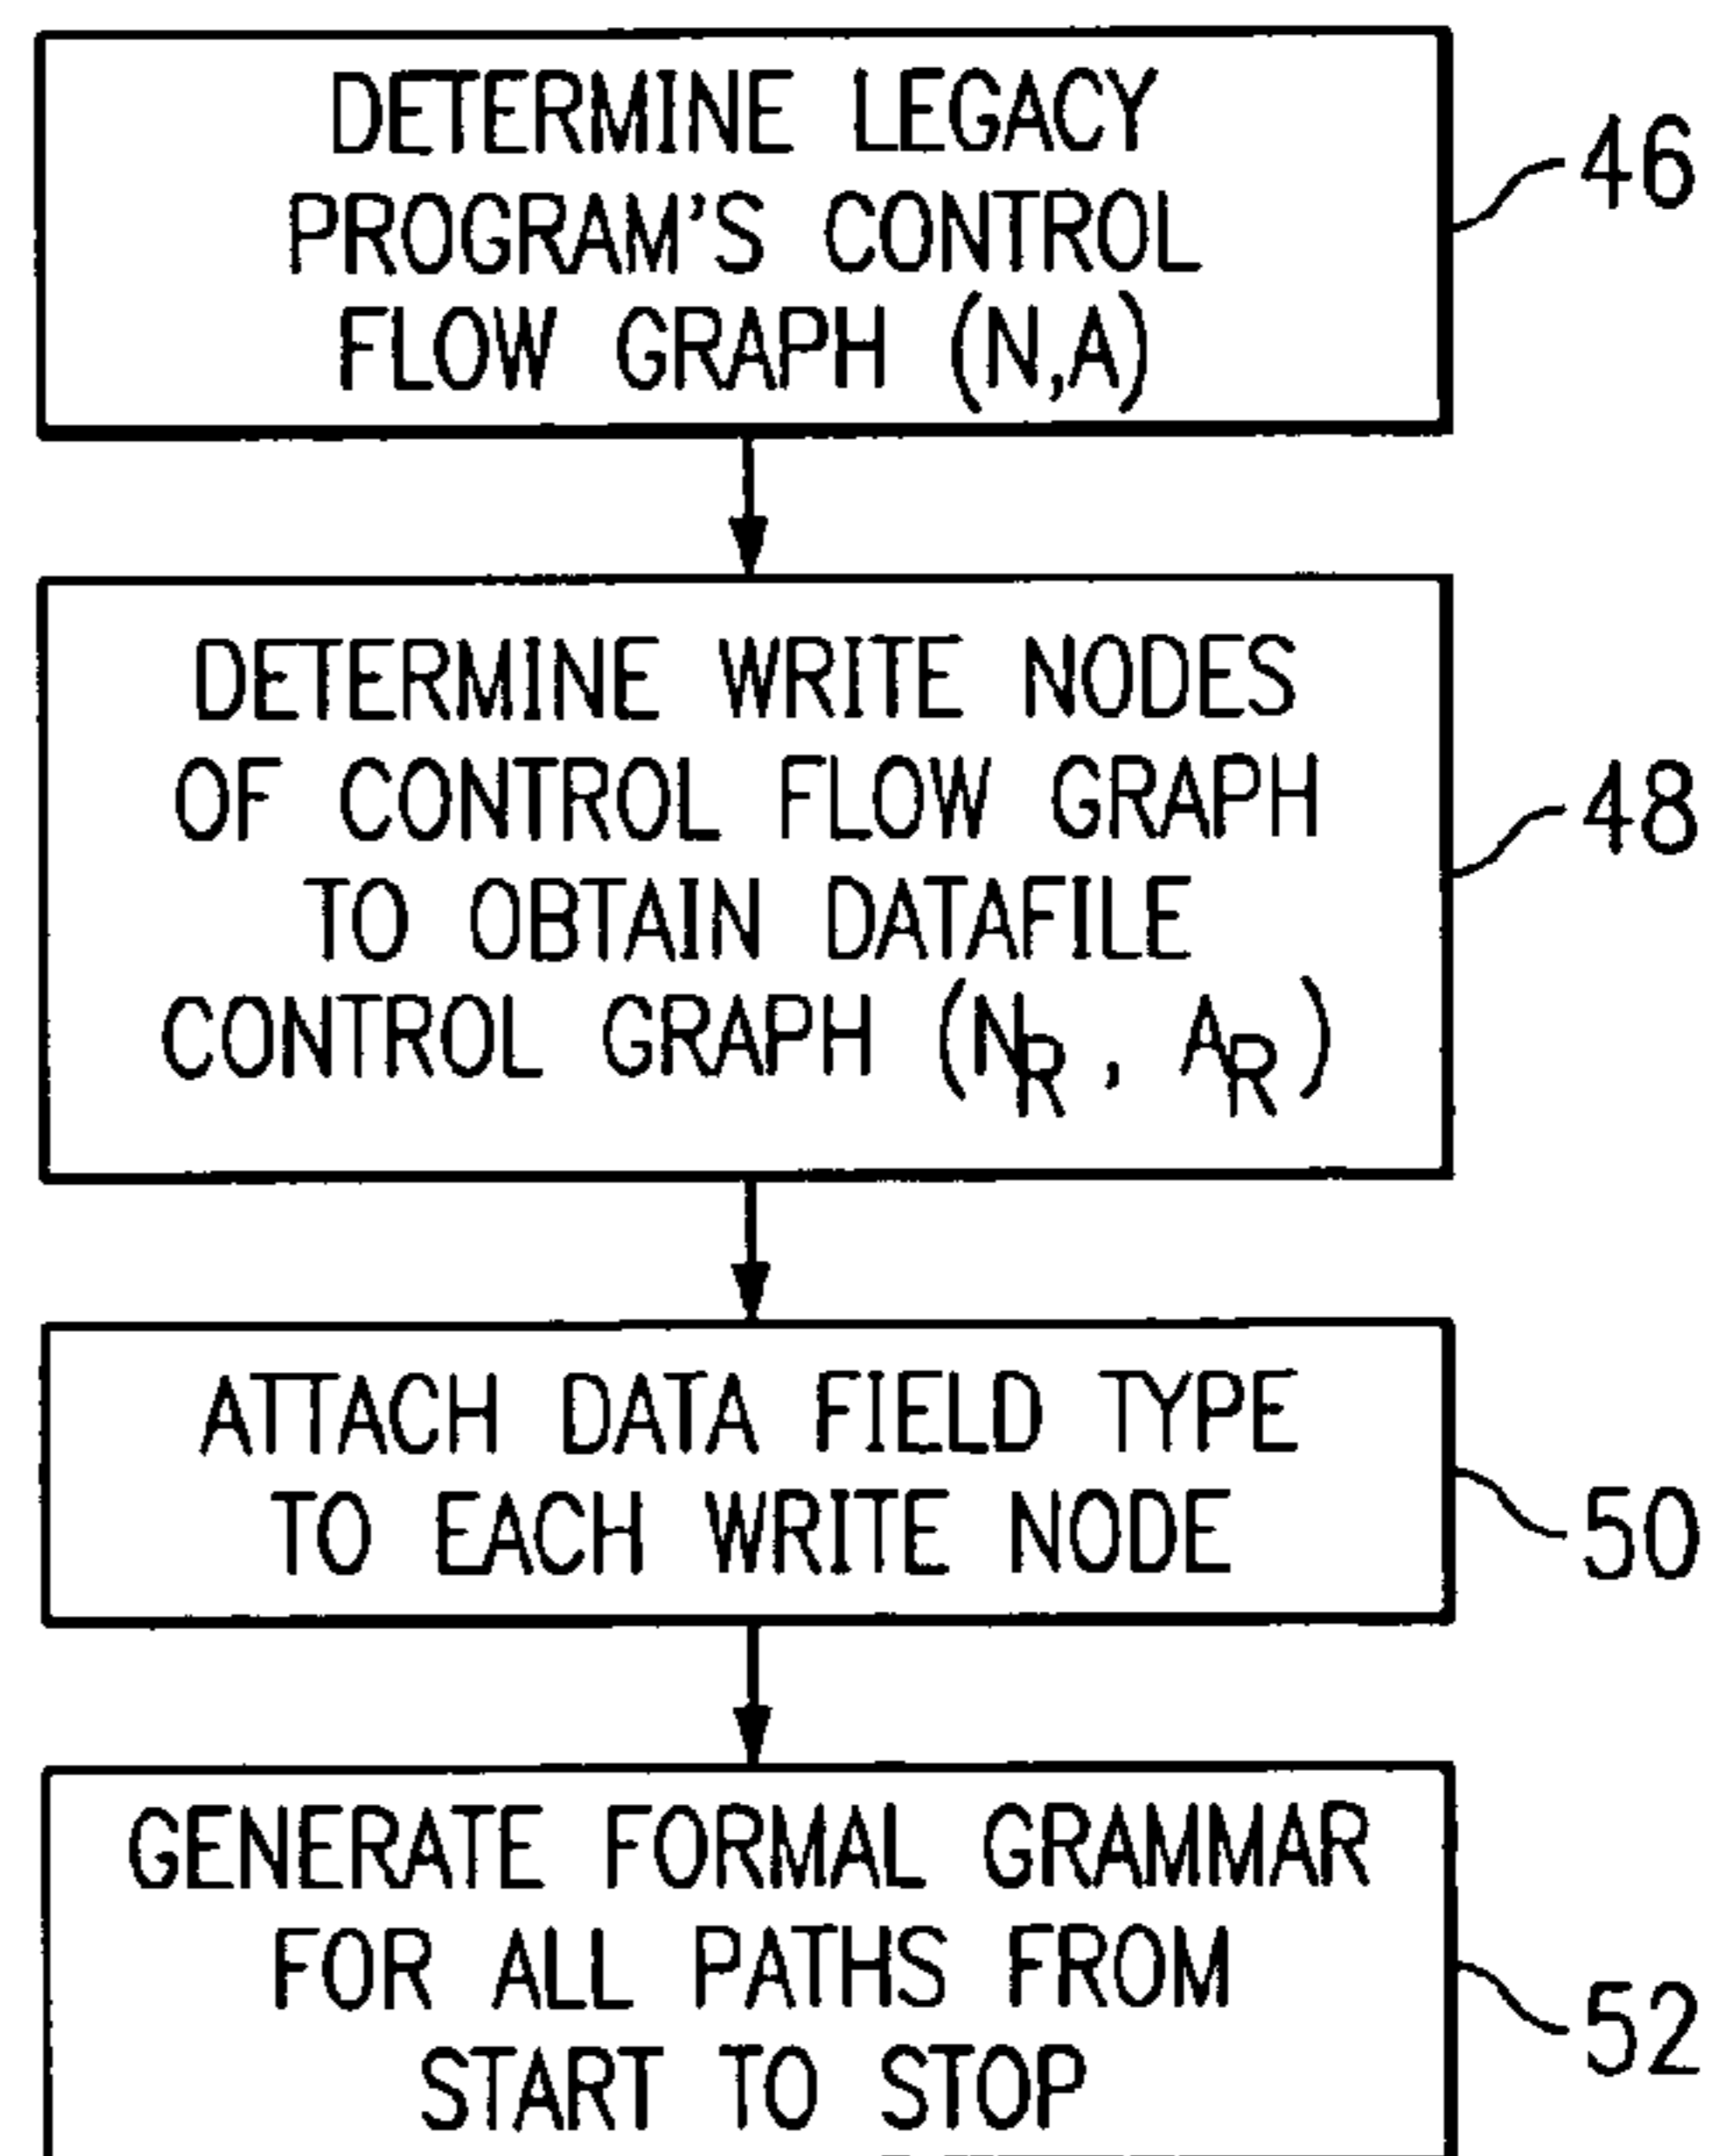 DETERMINE LEGACY
PROGRAM'S CONTROL
FLOW GRAPH (N,A)
46
DETERMINE WRITE NODES
OF CONTROL FLOW GRAPH
TO OBTAIN DATAFILE
CONTROL GRAPH (N_R, A_R)
48
ATTACH DATA FIELD TYPE
TO EACH WRITE NODE
50
GENERATE FORMAL GRAMMAR
FOR ALL PATHS FROM
START TO STOP
52